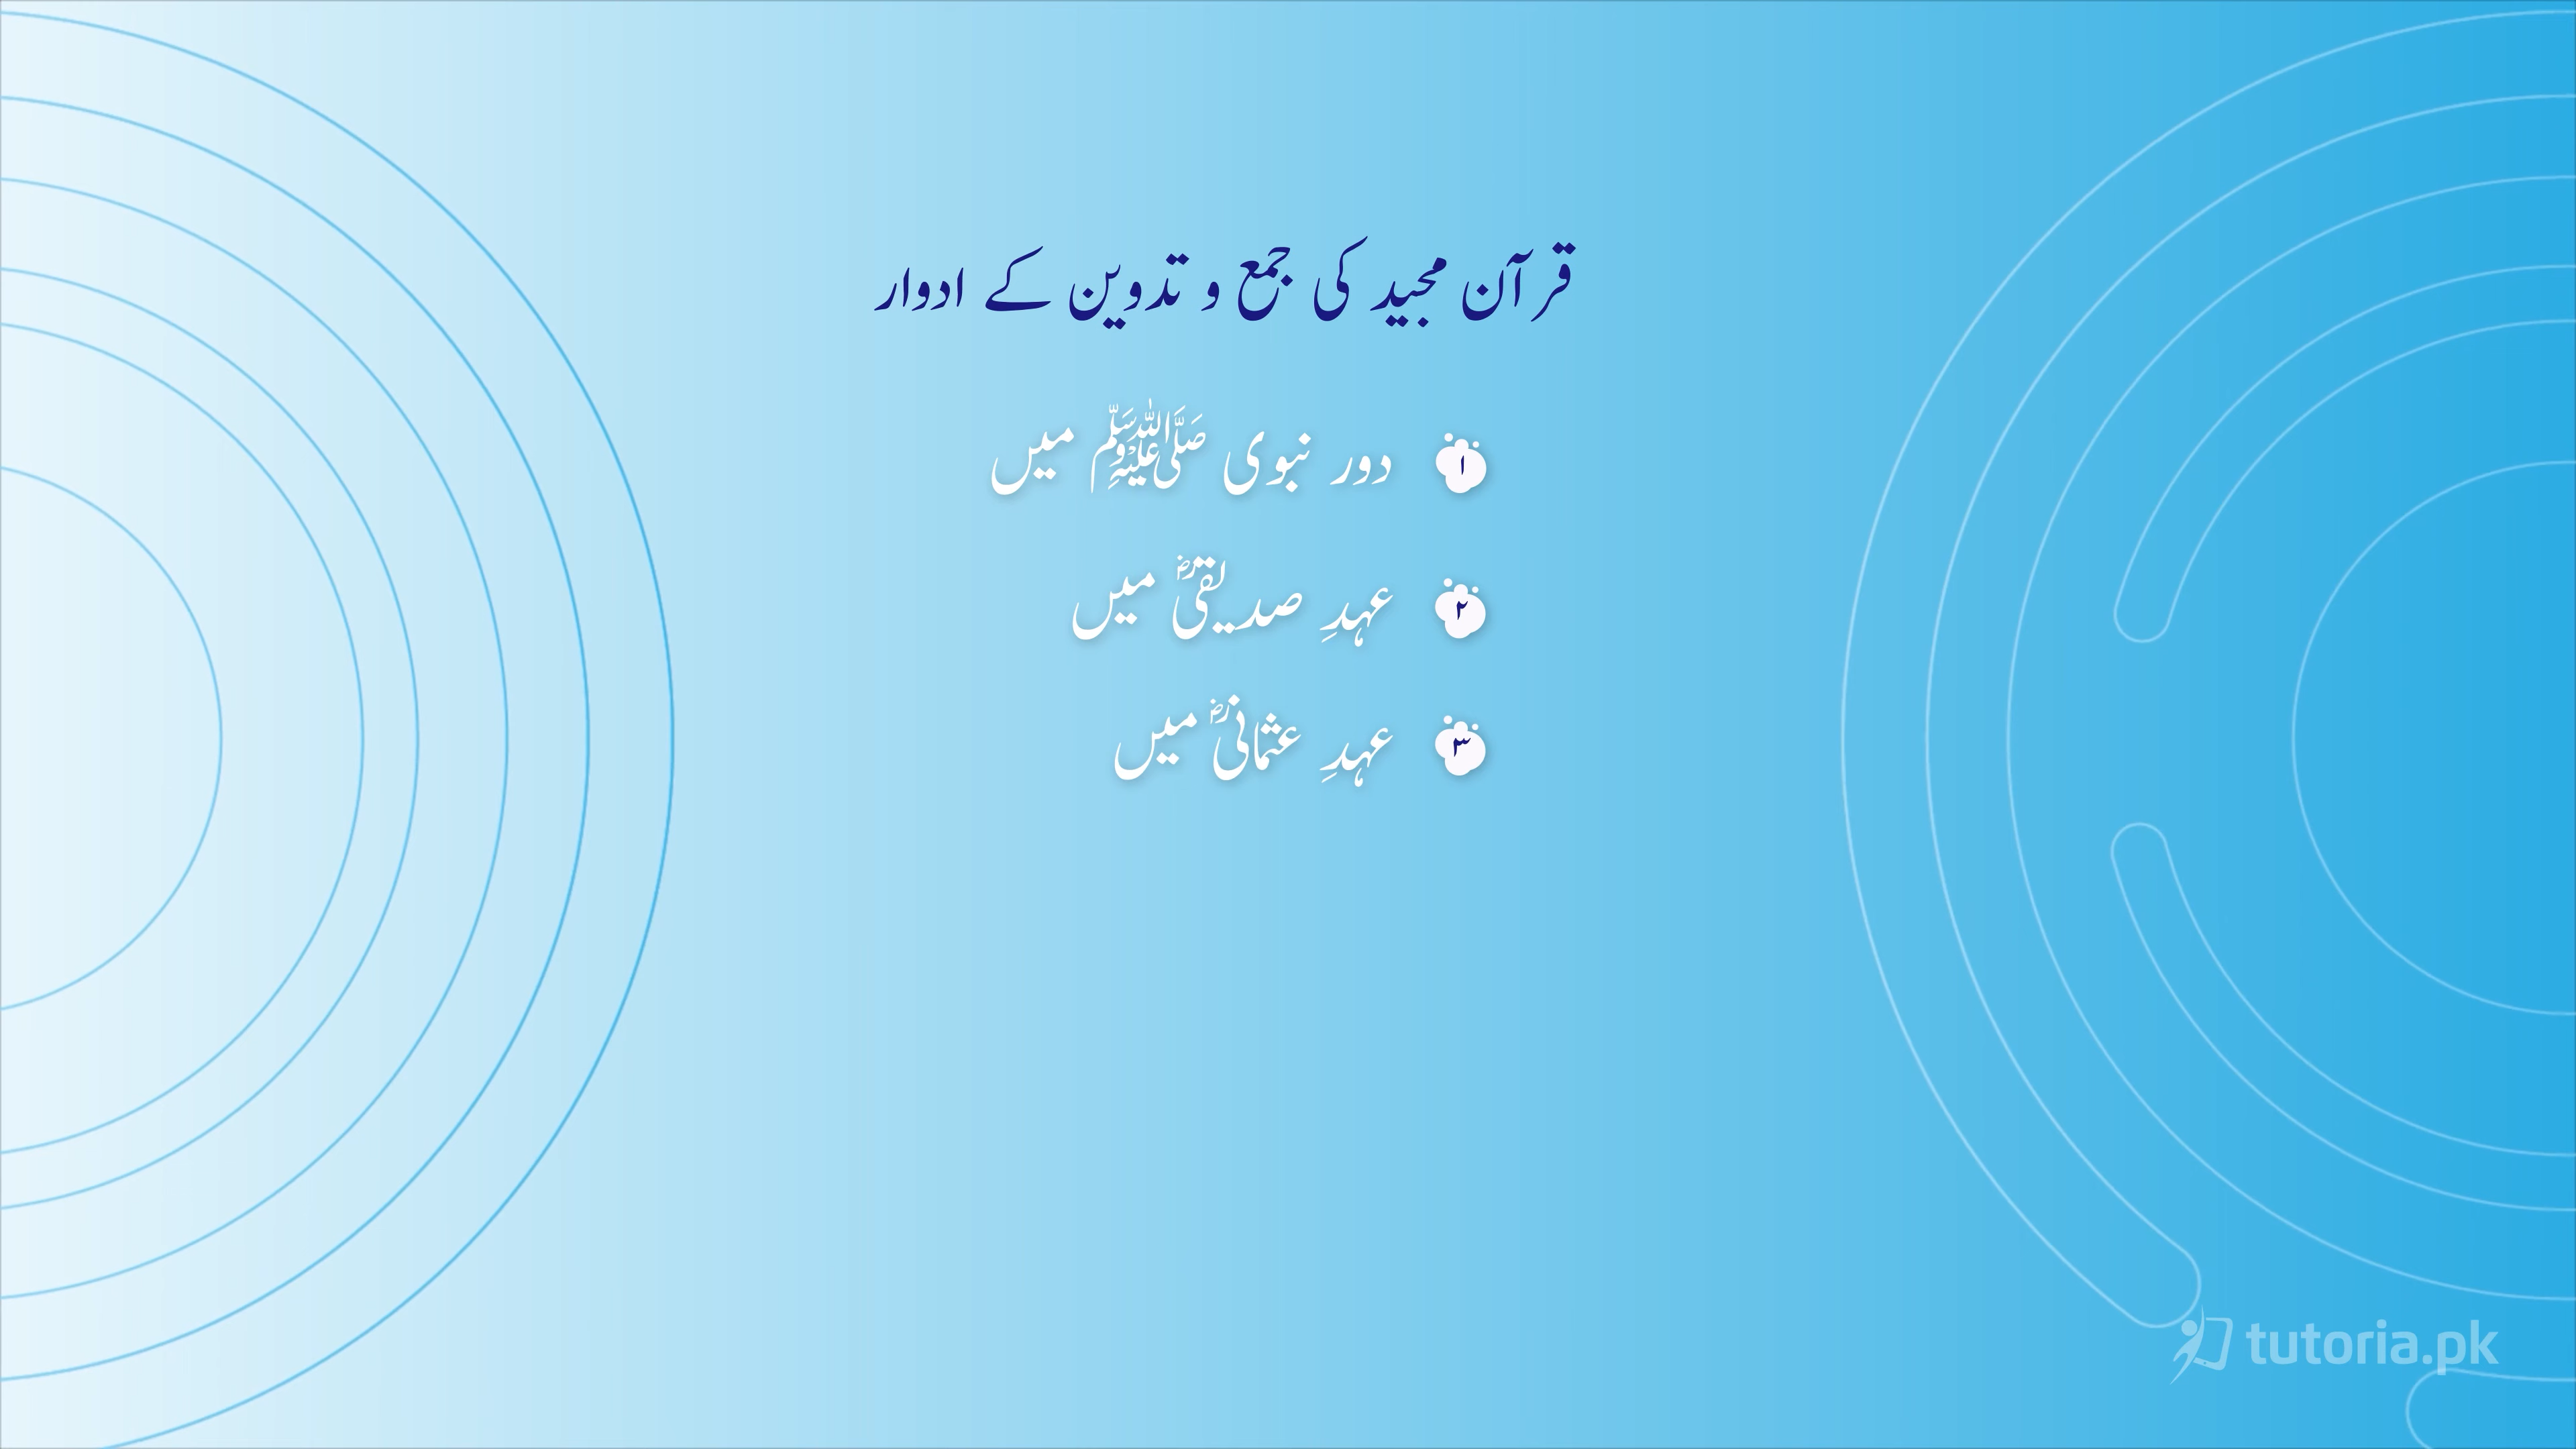 قرآن مجید کی جمع و تدوین کے ادوار
۱ دور نبوی ﷺ میں
۲ عہدِ صدیقیؓ میں
۳ عہدِ عثمانیؓ میں
tutoria.pk